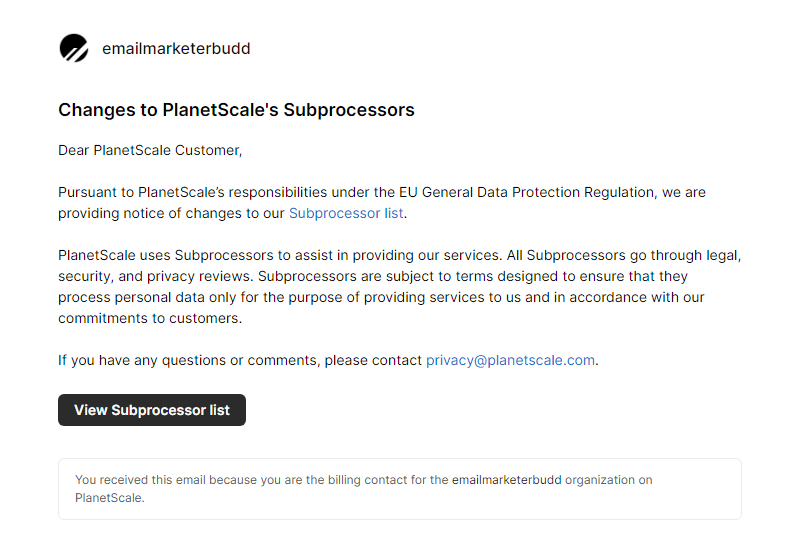 emailmarketerbudd
Changes to PlanetScale's Subprocessors
Dear PlanetScale Customer,
Pursuant to PlanetScale’s responsibilities under the EU General Data Protection Regulation, we are
providing notice of changes to our Subprocessor list.
PlanetScale uses Subprocessors to assist in providing our services. All Subprocessors go through legal,
security, and privacy reviews. Subprocessors are subject to terms designed to ensure that they
process personal data only for the purpose of providing services to us and in accordance with our
commitments to customers.
If you have any questions or comments, please contact privacy@planetscale.com.
View Subprocessor list
You received this email because you are the billing contact for the emailmarketerbudd organization on
PlanetScale.